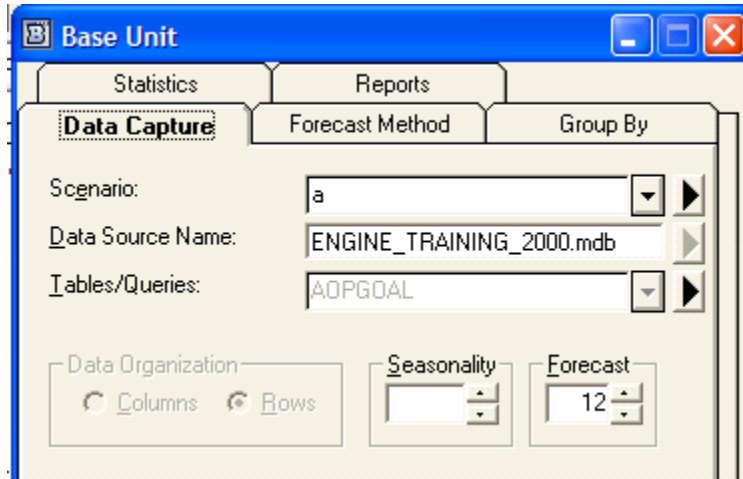 B Base Unit
Statistics Reports
Data Capture Forecast Method Group By
Scenario: a
Data Source Name: ENGINE_TRAINING_2000.mdb
Tables/Queries: AOPGOAL
Data Organization Seasonality Forecast
Columns Rows 12